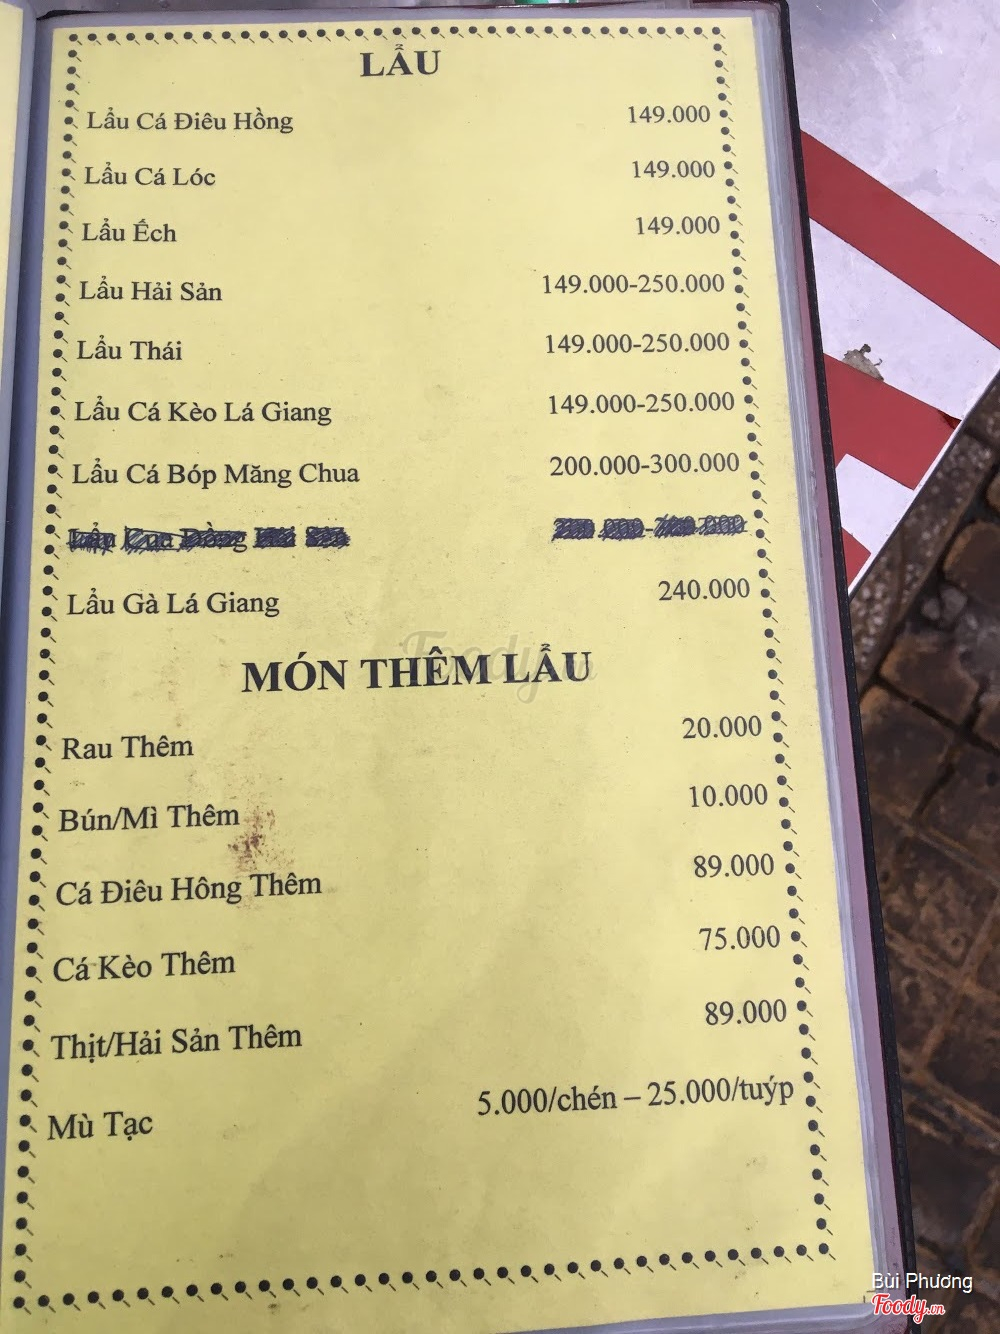 LẨU
Lẩu Cá Điêu Hồng 149.000
Lẩu Cá Lóc 149.000
Lẩu Ếch 149.000
Lẩu Hải Sản 149.000-250.000
Lẩu Thái 149.000-250.000
Lẩu Cá Kèo Lá Giang 149.000-250.000
Lẩu Cá Bóp Măng Chua 200.000-300.000
Lẩu Gà Lá Giang 240.000
Foody.vn
MÓN THÊM LẨU
Rau Thêm 20.000
Bún/Mì Thêm 10.000
Cá Điêu Hông Thêm 89.000
Cá Kèo Thêm 75.000
Thịt/Hải Sản Thêm 89.000
Mù Tạc 5.000/chén – 25.000/tuýp
Bùi Phương
Foody.vn